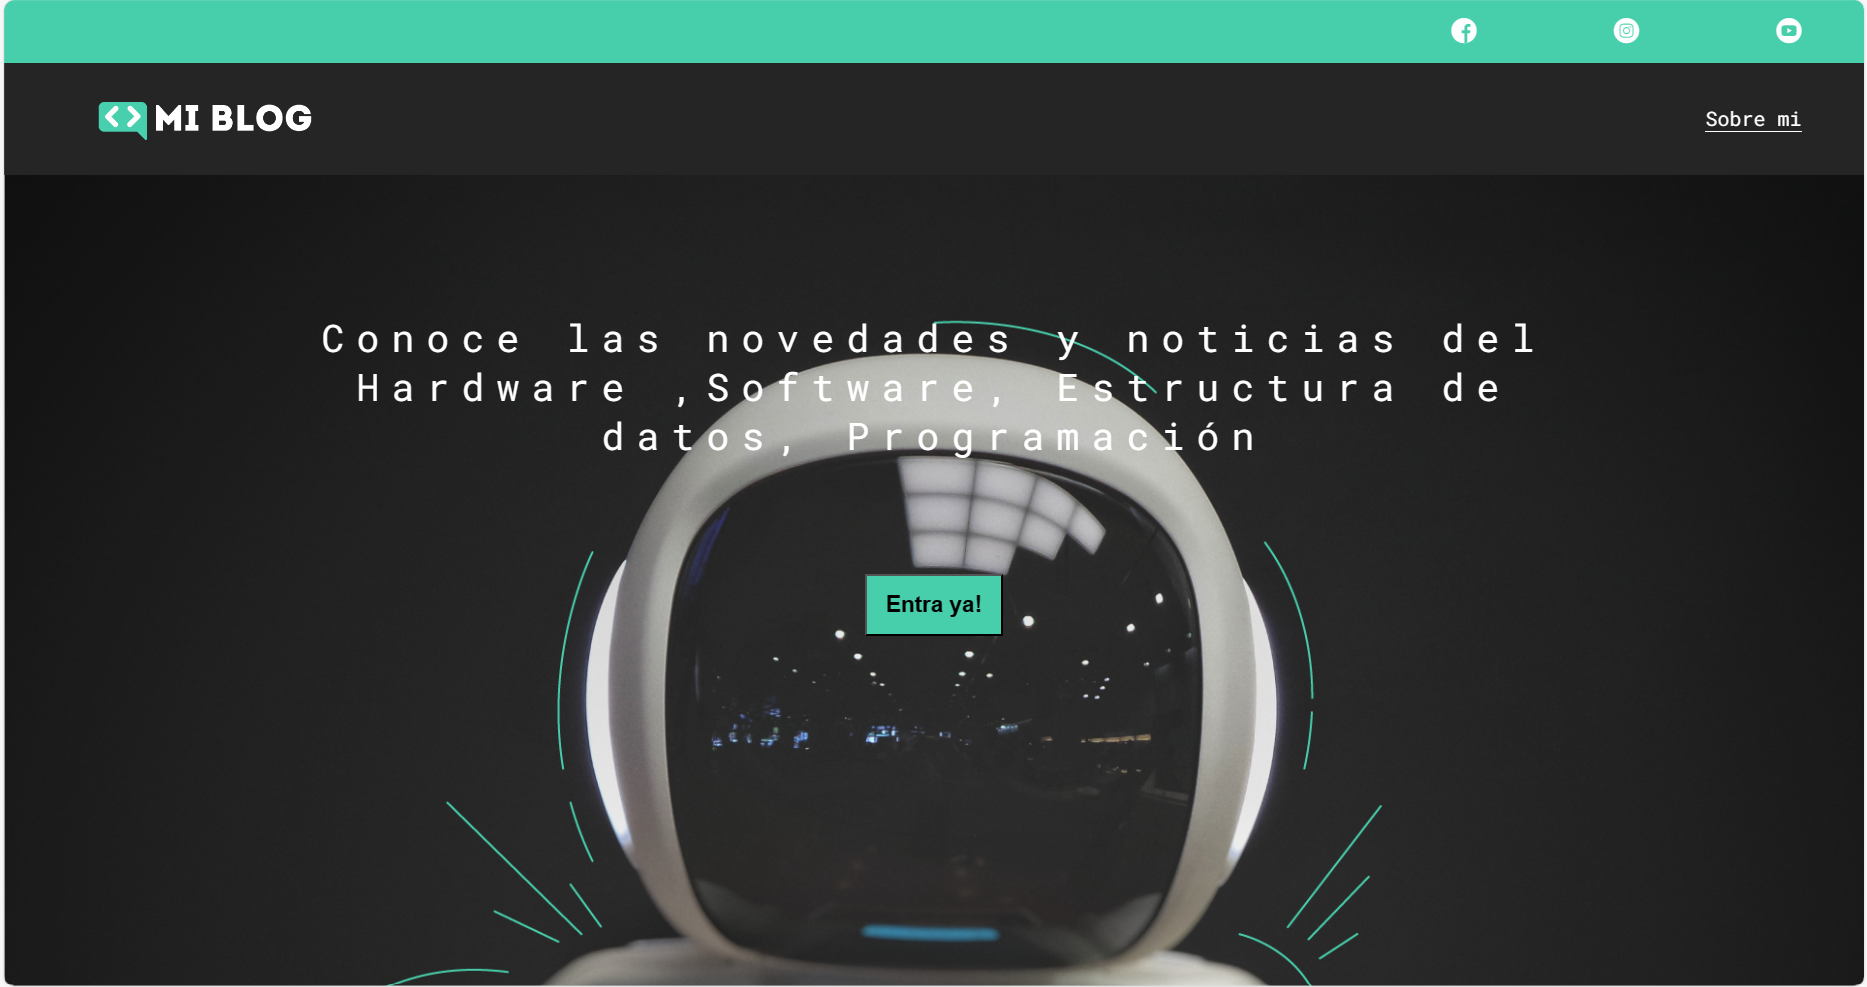 MI BLOG
Sobre mi
Conoce las novedades y noticias del
Hardware ,Software, Estructura de
datos, Programación
Entra ya!